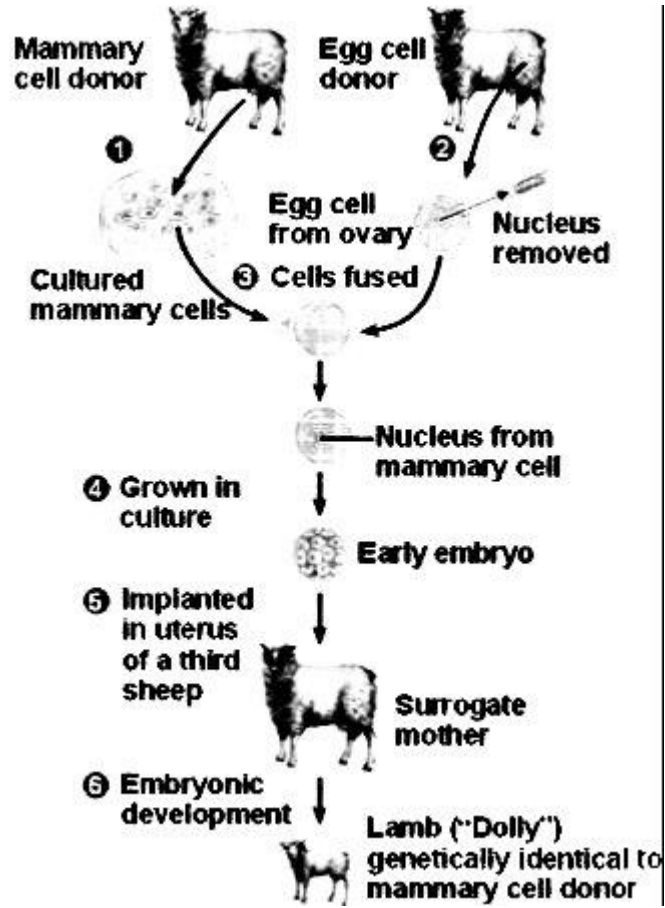 Mammary
cell donor
Egg cell
donor
1
2
Egg cell
from ovary
Nucleus
removed
Cultured
mammary cells
3 Cells fused
Nucleus from
mammary cell
4 Grown in
culture
Early embryo
5 Implanted
in uterus
of a third
sheep
Surrogate
mother
6 Embryonic
development
Lamb ("Dolly")
genetically identical to
mammary cell donor